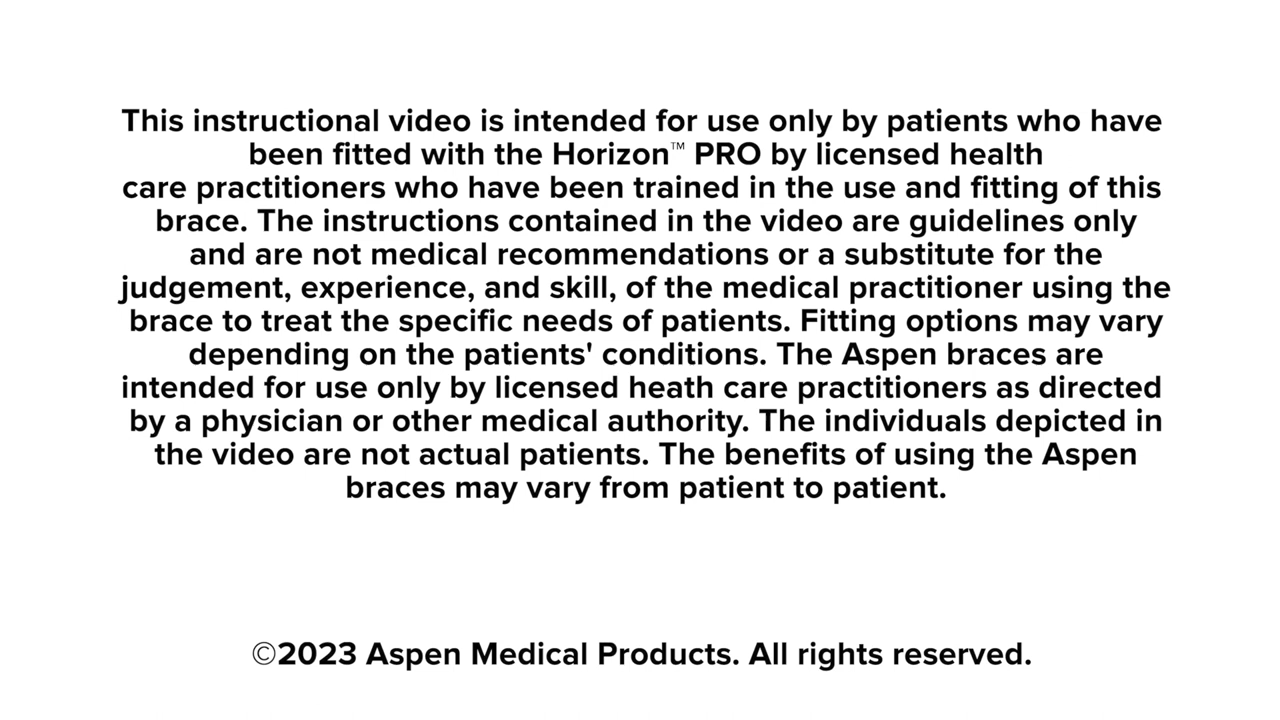 This instructional video is intended for use only by patients who have
been fitted with the Horizon™ PRO by licensed health
care practitioners who have been trained in the use and fitting of this
brace. The instructions contained in the video are guidelines only
and are not medical recommendations or a substitute for the
judgement, experience, and skill, of the medical practitioner using the
brace to treat the specific needs of patients. Fitting options may vary
depending on the patients' conditions. The Aspen braces are
intended for use only by licensed heath care practitioners as directed
by a physician or other medical authority. The individuals depicted in
the video are not actual patients. The benefits of using the Aspen
braces may vary from patient to patient.
©2023 Aspen Medical Products. All rights reserved.